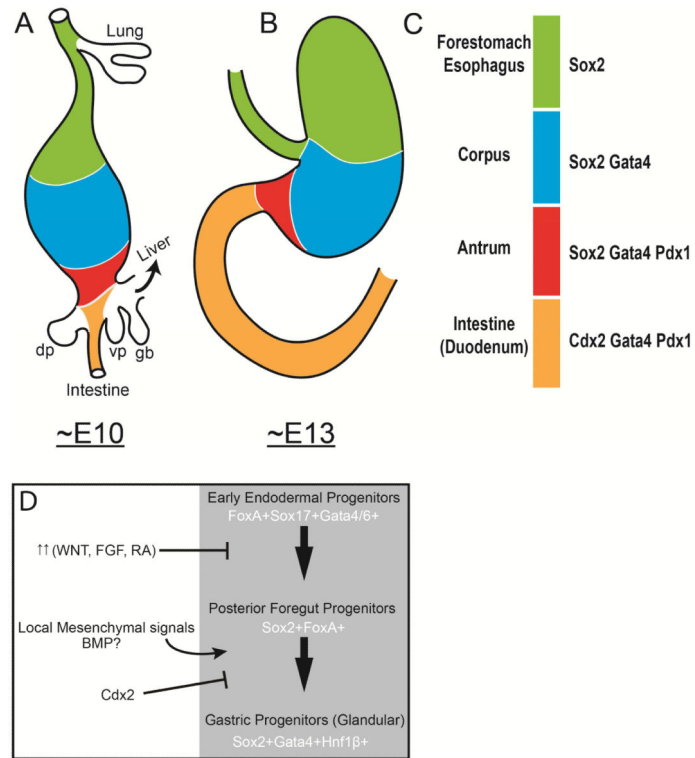 A
Lung
Liver
dp
vp
gb
Intestine
~E10
B
~E13
C
Forestomach
Esophagus
Sox2
Corpus
Sox2 Gata4
Antrum
Sox2 Gata4 Pdx1
Intestine
(Duodenum)
Cdx2 Gata4 Pdx1
D
Early Endodermal Progenitors
FoxA+Sox17+Gata4/6+
↑↑(WNT, FGF, RA)
Posterior Foregut Progenitors
Sox2+FoxA+
Local Mesenchymal signals
BMP?
Cdx2
Gastric Progenitors (Glandular)
Sox2+Gata4+Hnf1β+